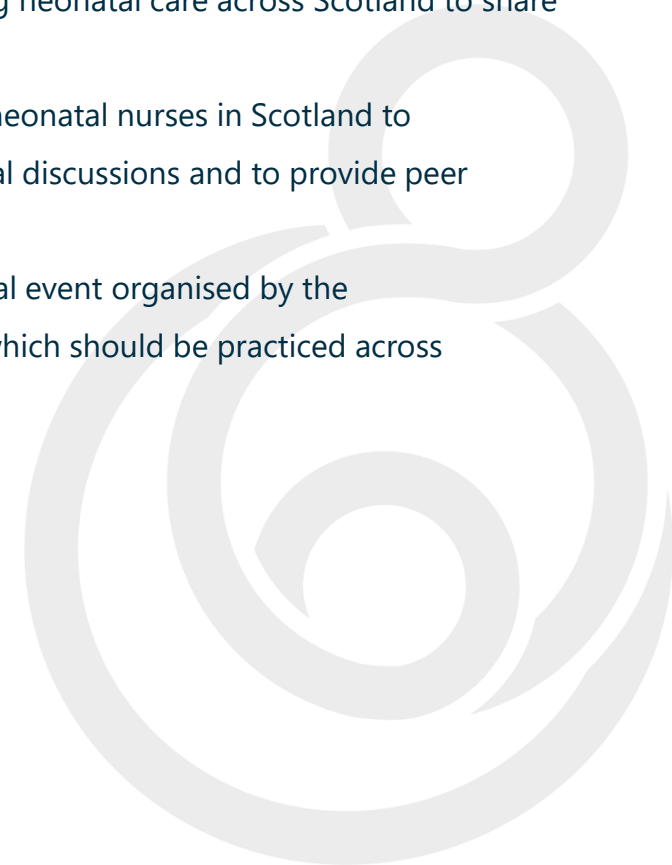 neonatal care across Scotland to share
neonatal nurses in Scotland to
al discussions and to provide peer
al event organised by the
which should be practiced across